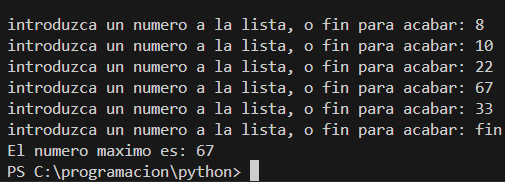 introduzca un numero a la lista, o fin para acabar: 8
introduzca un numero a la lista, o fin para acabar: 10
introduzca un numero a la lista, o fin para acabar: 22
introduzca un numero a la lista, o fin para acabar: 67
introduzca un numero a la lista, o fin para acabar: 33
introduzca un numero a la lista, o fin para acabar: fin
El numero maximo es: 67
PS C:\programacion\python>